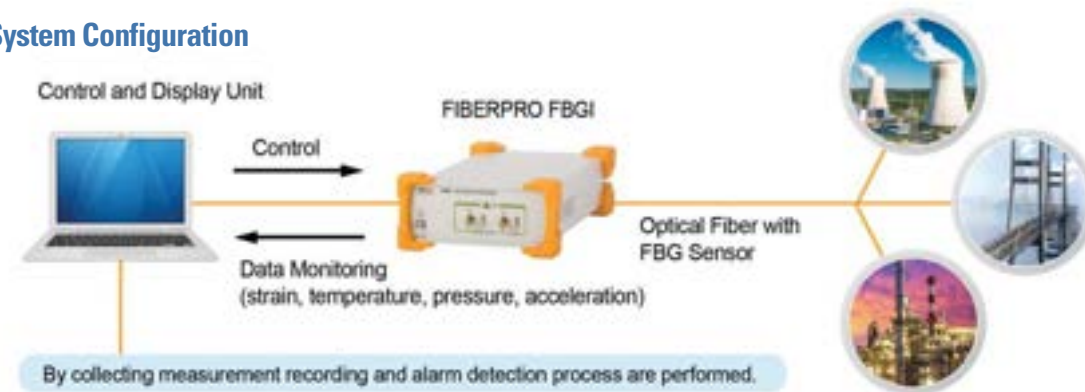 System Configuration
Control and Display Unit
FIBERPRO FBGI
Control
Optical Fiber with
FBG Sensor
Data Monitoring
(strain, temperature, pressure, acceleration)
By collecting measurement recording and alarm detection process are performed.